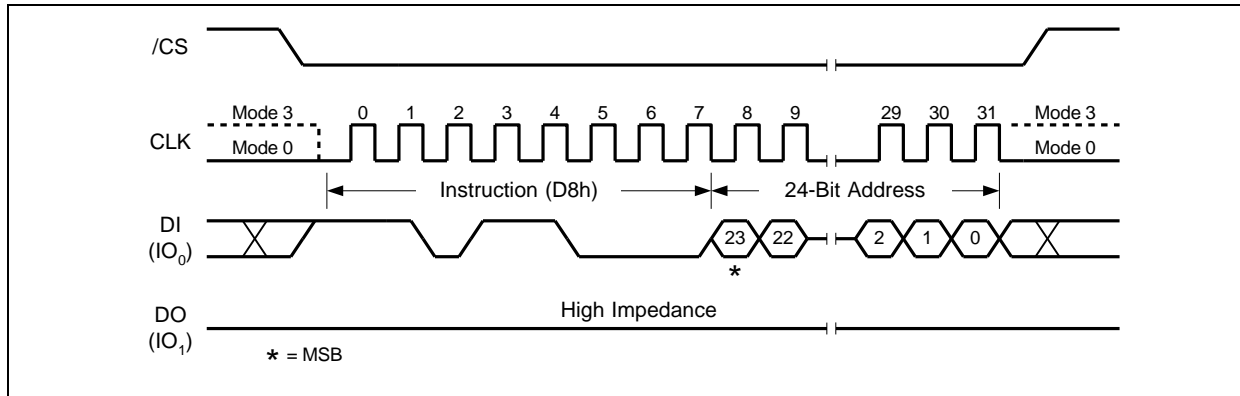 /CS
Mode 3 0 1 2 3 4 5 6 7 8 9 29 30 31 Mode 3
CLK
Mode 0 Mode 0
Instruction (D8h) 24-Bit Address
DI
(IO0)
23 22 2 1 0
*
High Impedance
DO
(IO1)
* = MSB